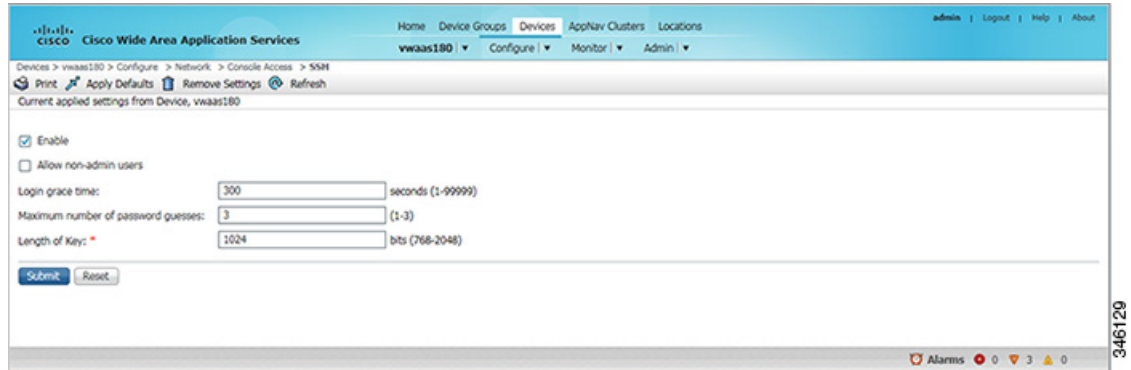 Home Device Groups Devices AppNav Clusters Locations
admin | Logout | Help | About
cisco Cisco Wide Area Application Services
vwaas180 | Configure | Monitor | Admin |
Devices > vwaas180 > Configure > Network > Console Access > SSH
Print Apply Defaults Remove Settings Refresh
Current applied settings from Device, vwaas180
Enable
Allow non-admin users
Login grace time: 300 seconds (1-99999)
Maximum number of password guesses: 3 (1-3)
Length of Key: * 1024 bits (768-2048)
Submit Reset
Alarms 0 3 0
346129